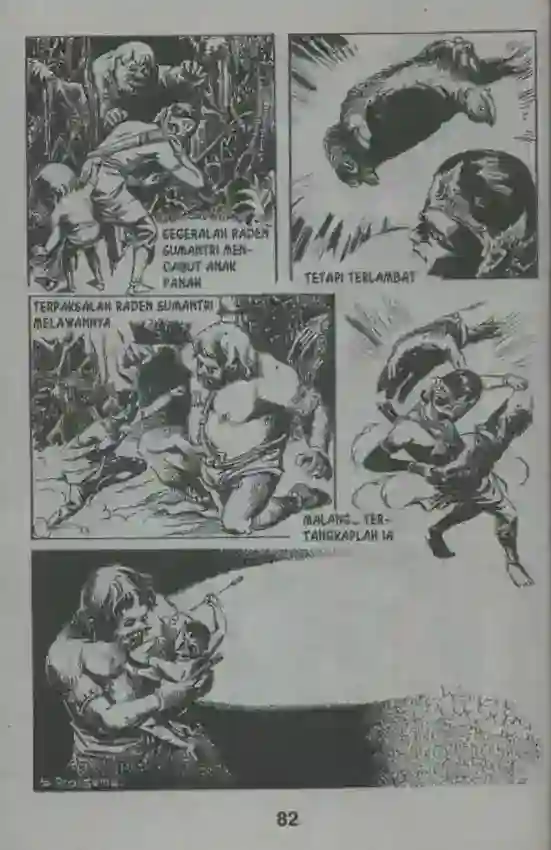 SEGERALAH RADEN
SUMANTRI MEN-
CABUT ANAK
PANAH
TETAPI TERLAMBAT
TERPAKSALAH RADEN SUMANTRI
MELAWANNYA
MALANG... TER-
TANGKAPLAH IA
82